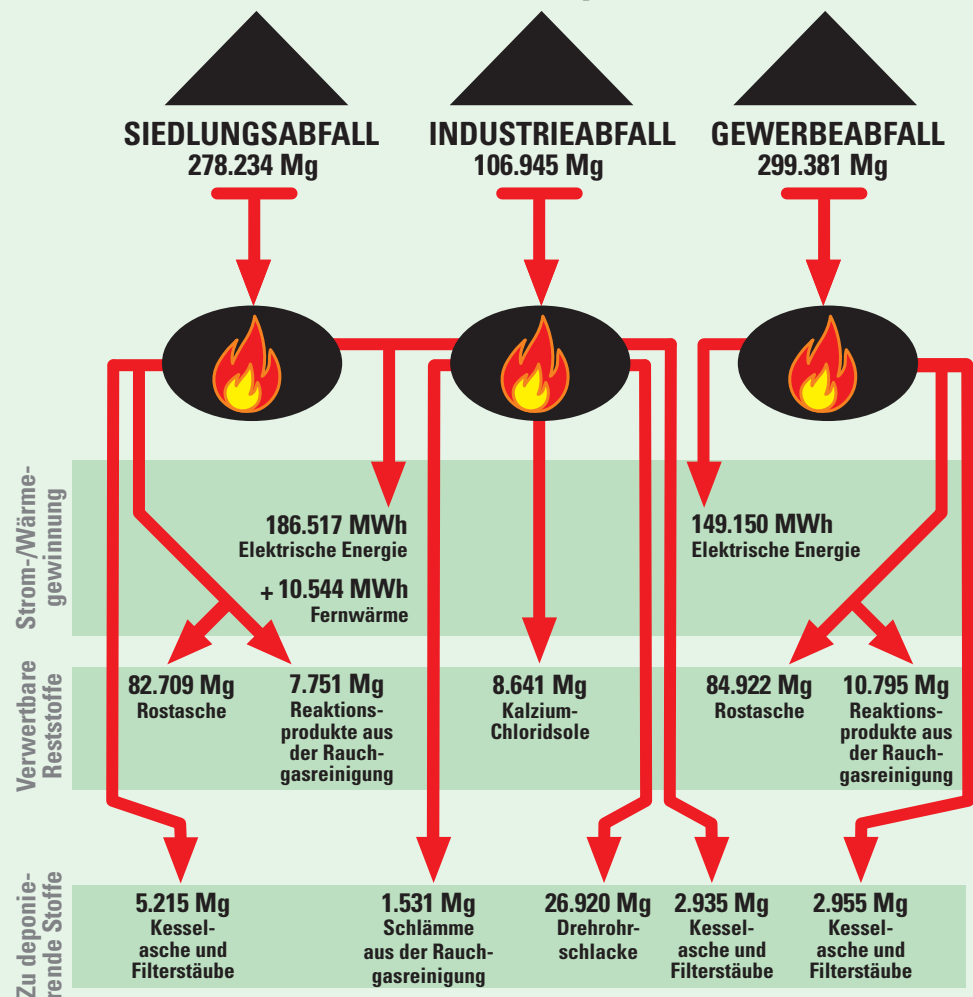 SIEDLUNGSABFALL
278.234 Mg
INDUSTRIEABFALL
106.945 Mg
GEWERBEABFALL
299.381 Mg
Strom-/Wärme-
gewinnung
186.517 MWh
Elektrische Energie
+ 10.544 MWh
Fernwärme
149.150 MWh
Elektrische Energie
Verwertbare
Reststoffe
82.709 Mg
Rostasche
7.751 Mg
Reaktions-
produkte aus
der Rauch-
gasreinigung
8.641 Mg
Kalzium-
Chloridsole
84.922 Mg
Rostasche
10.795 Mg
Reaktions-
produkte aus
der Rauch-
gasreinigung
Zu deponie-
rende Stoffe
5.215 Mg
Kessel-
asche und
Filterstäube
1.531 Mg
Schlämme
aus der Rauch-
gasreinigung
26.920 Mg
Drehrohr-
schlacke
2.935 Mg
Kessel-
asche und
Filterstäube
2.955 Mg
Kessel-
asche und
Filterstäube